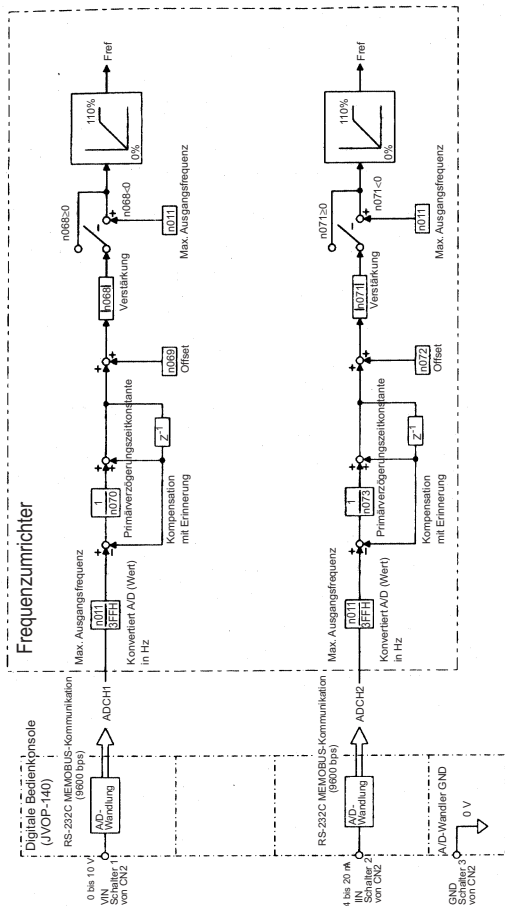 Frequenzumrichter
Digitale Bedienkonsole
(JVOP-140)
0 bis 10 V
VIN
Schalter 1
von CN2
A/D-
Wandlung
RS-232C MEMOBUS-Kommunikation
(9600 bps)
ADCH1
Max. Ausgangsfrequenz
n011
3FFH
Konvertiert A/D (Wert)
in Hz
+
−
1
n070
Primärverzögerungszeitkonstante
Kompensation
mit Erinnerung
+
+
Z-1
+
+
n069
Offset
|n068|
Verstärkung
n068≥0
n068<0
−
+
n011
Max. Ausgangsfrequenz
110%
0%
Fref
4 bis 20 mA
IIN
Schalter 2
von CN2
A/D-
Wandlung
RS-232C MEMOBUS-Kommunikation
(9600 bps)
ADCH2
Max. Ausgangsfrequenz
n011
3FFH
Konvertiert A/D (Wert)
in Hz
+
−
1
n073
Primärverzögerungszeitkonstante
Kompensation
mit Erinnerung
+
+
Z-1
+
+
n072
Offset
|n071|
Verstärkung
n071≥0
n071<0
−
+
n011
Max. Ausgangsfrequenz
110%
0%
Fref
A/D-Wandler GND
GND
Schalter 3
von CN2
0 V